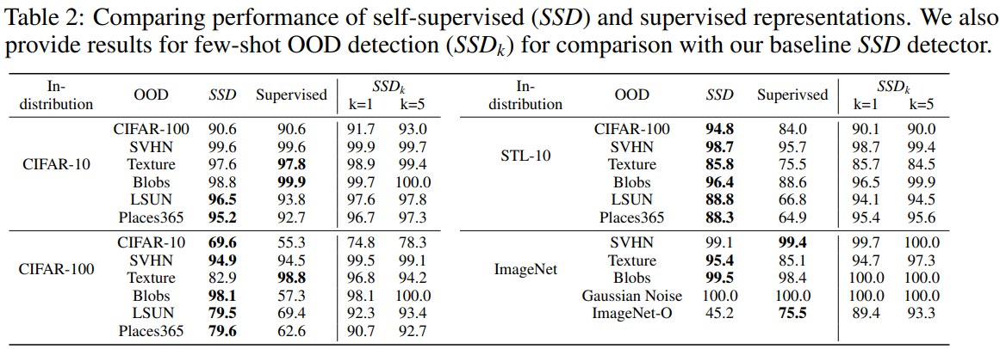 Table 2: Comparing performance of self-supervised (SSD) and supervised representations. We also
provide results for few-shot OOD detection (SSDk) for comparison with our baseline SSD detector.
In-distribution OOD SSD Supervised SSDk k=1 k=5
CIFAR-10
CIFAR-100 90.6 90.6 91.7 93.0
SVHN 99.6 99.6 99.9 99.7
Texture 97.6 97.8 98.9 99.4
Blobs 98.8 99.9 99.7 100.0
LSUN 96.5 93.8 97.6 97.8
Places365 95.2 92.7 96.7 97.3
CIFAR-100
CIFAR-10 69.6 55.3 74.8 78.3
SVHN 94.9 94.5 99.5 99.1
Texture 82.9 98.8 96.8 94.2
Blobs 98.1 57.3 98.1 100.0
LSUN 79.5 69.4 92.3 93.4
Places365 79.6 62.6 90.7 92.7
In-distribution OOD SSD Superivsed SSDk k=1 k=5
STL-10
CIFAR-100 94.8 84.0 90.1 90.0
SVHN 98.7 95.7 98.7 99.4
Texture 85.8 75.5 85.7 84.5
Blobs 96.4 88.6 96.5 99.9
LSUN 88.8 66.8 94.1 94.5
Places365 88.3 64.9 95.4 95.6
ImageNet
SVHN 99.1 99.4 99.7 100.0
Texture 95.4 85.1 94.7 97.3
Blobs 99.5 98.4 100.0 100.0
Gaussian Noise 100.0 100.0 100.0 100.0
ImageNet-O 45.2 75.5 89.4 93.3